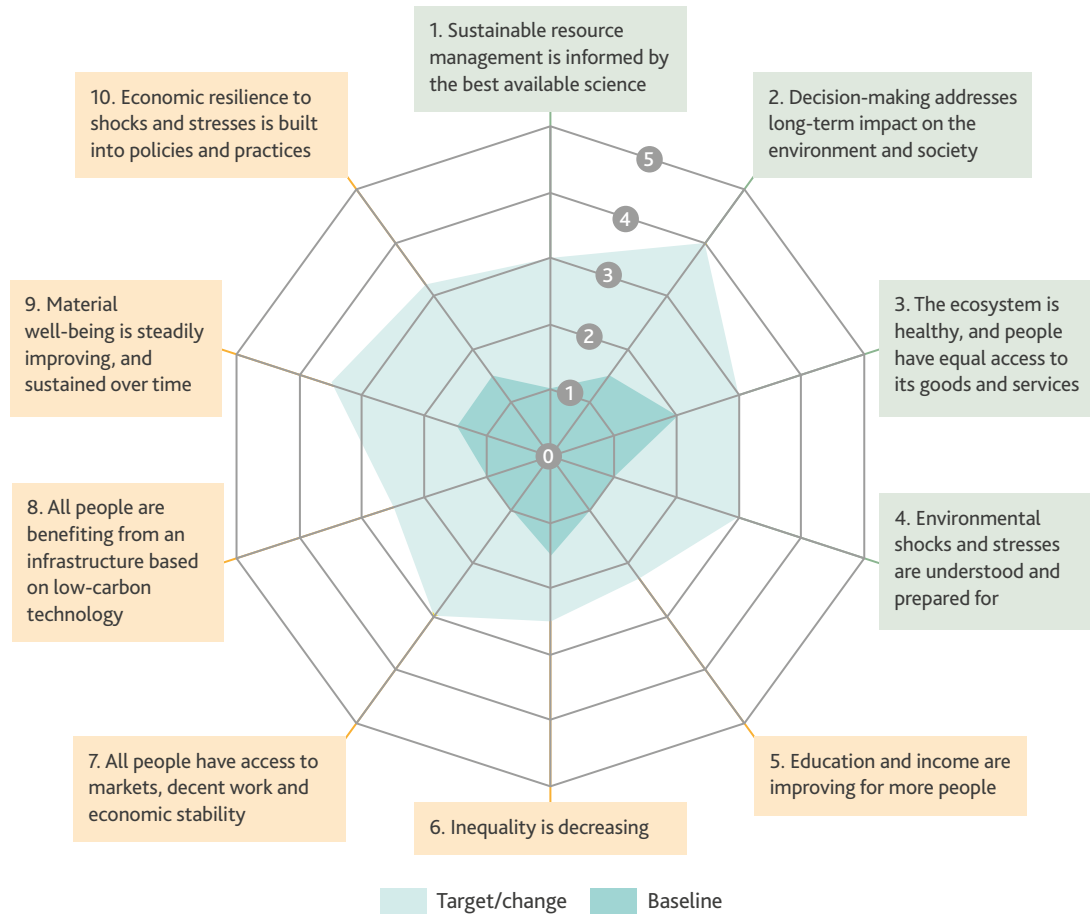 1. Sustainable resource
management is informed by
the best available science
2. Decision-making addresses
long-term impact on the
environment and society
3. The ecosystem is
healthy, and people
have equal access to
its goods and services
4. Environmental
shocks and stresses
are understood and
prepared for
5. Education and income are
improving for more people
6. Inequality is decreasing
7. All people have access to
markets, decent work and
economic stability
8. All people are
benefiting from an
infrastructure based
on low-carbon
technology
9. Material
well-being is steadily
improving, and
sustained over time
10. Economic resilience to
shocks and stresses is built
into policies and practices
5
4
3
2
1
0
Target/change
Baseline